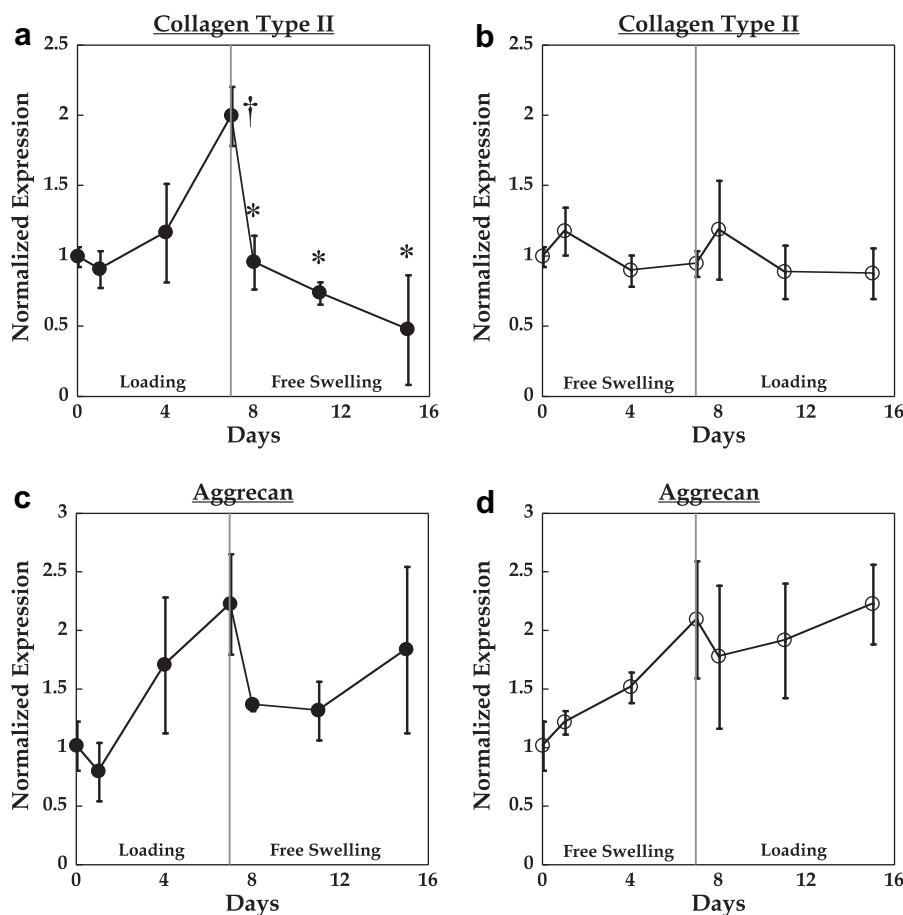 a
Collagen Type II
2.5
2
1.5
1
0.5
0
Normalized Expression
†
*
*
*
Loading
Free Swelling
0
4
8
12
16
Days
b
Collagen Type II
2.5
2
1.5
1
0.5
0
Normalized Expression
Free Swelling
Loading
0
4
8
12
16
Days
c
Aggrecan
3
2.5
2
1.5
1
0.5
0
Normalized Expression
Loading
Free Swelling
0
4
8
12
16
Days
d
Aggrecan
3
2.5
2
1.5
1
0.5
0
Normalized Expression
Free Swelling
Loading
0
4
8
12
16
Days